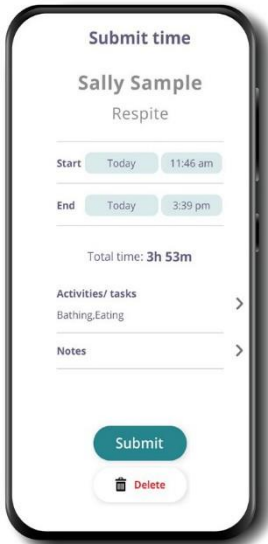 Submit time
Sally Sample
Respite
Start Today 11:46 am
End Today 3:39 pm
Total time: 3h 53m
Activities/ tasks
Bathing,Eating
Notes
Submit
Delete